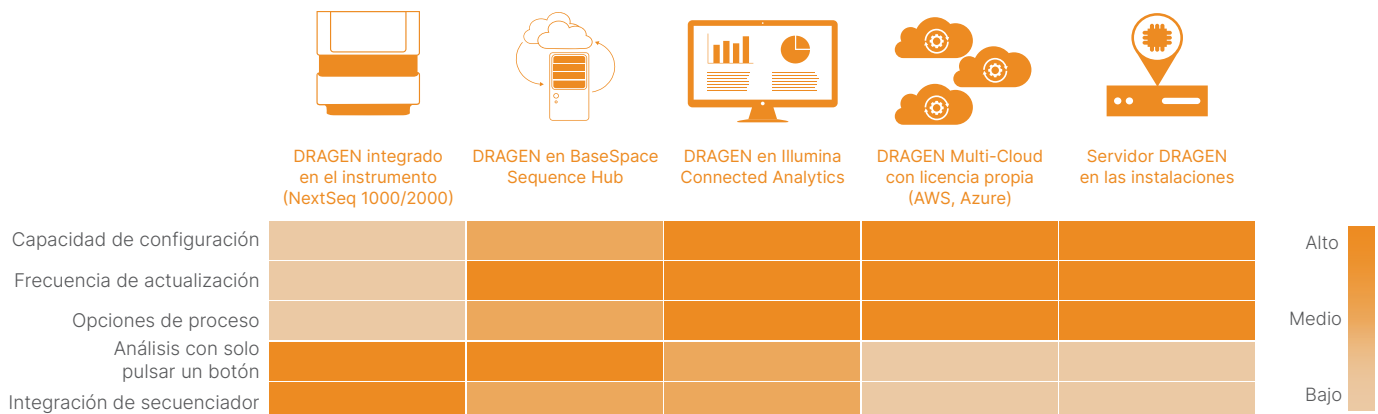 DRAGEN integrado
en el instrumento
(NextSeq 1000/2000)
DRAGEN en BaseSpace
Sequence Hub
DRAGEN en Illumina
Connected Analytics
DRAGEN Multi-Cloud
con licencia propia
(AWS, Azure)
Servidor DRAGEN
en las instalaciones
Capacidad de configuración
Frecuencia de actualización
Opciones de proceso
Análisis con solo
pulsar un botón
Integración de secuenciador
Alto
Medio
Bajo